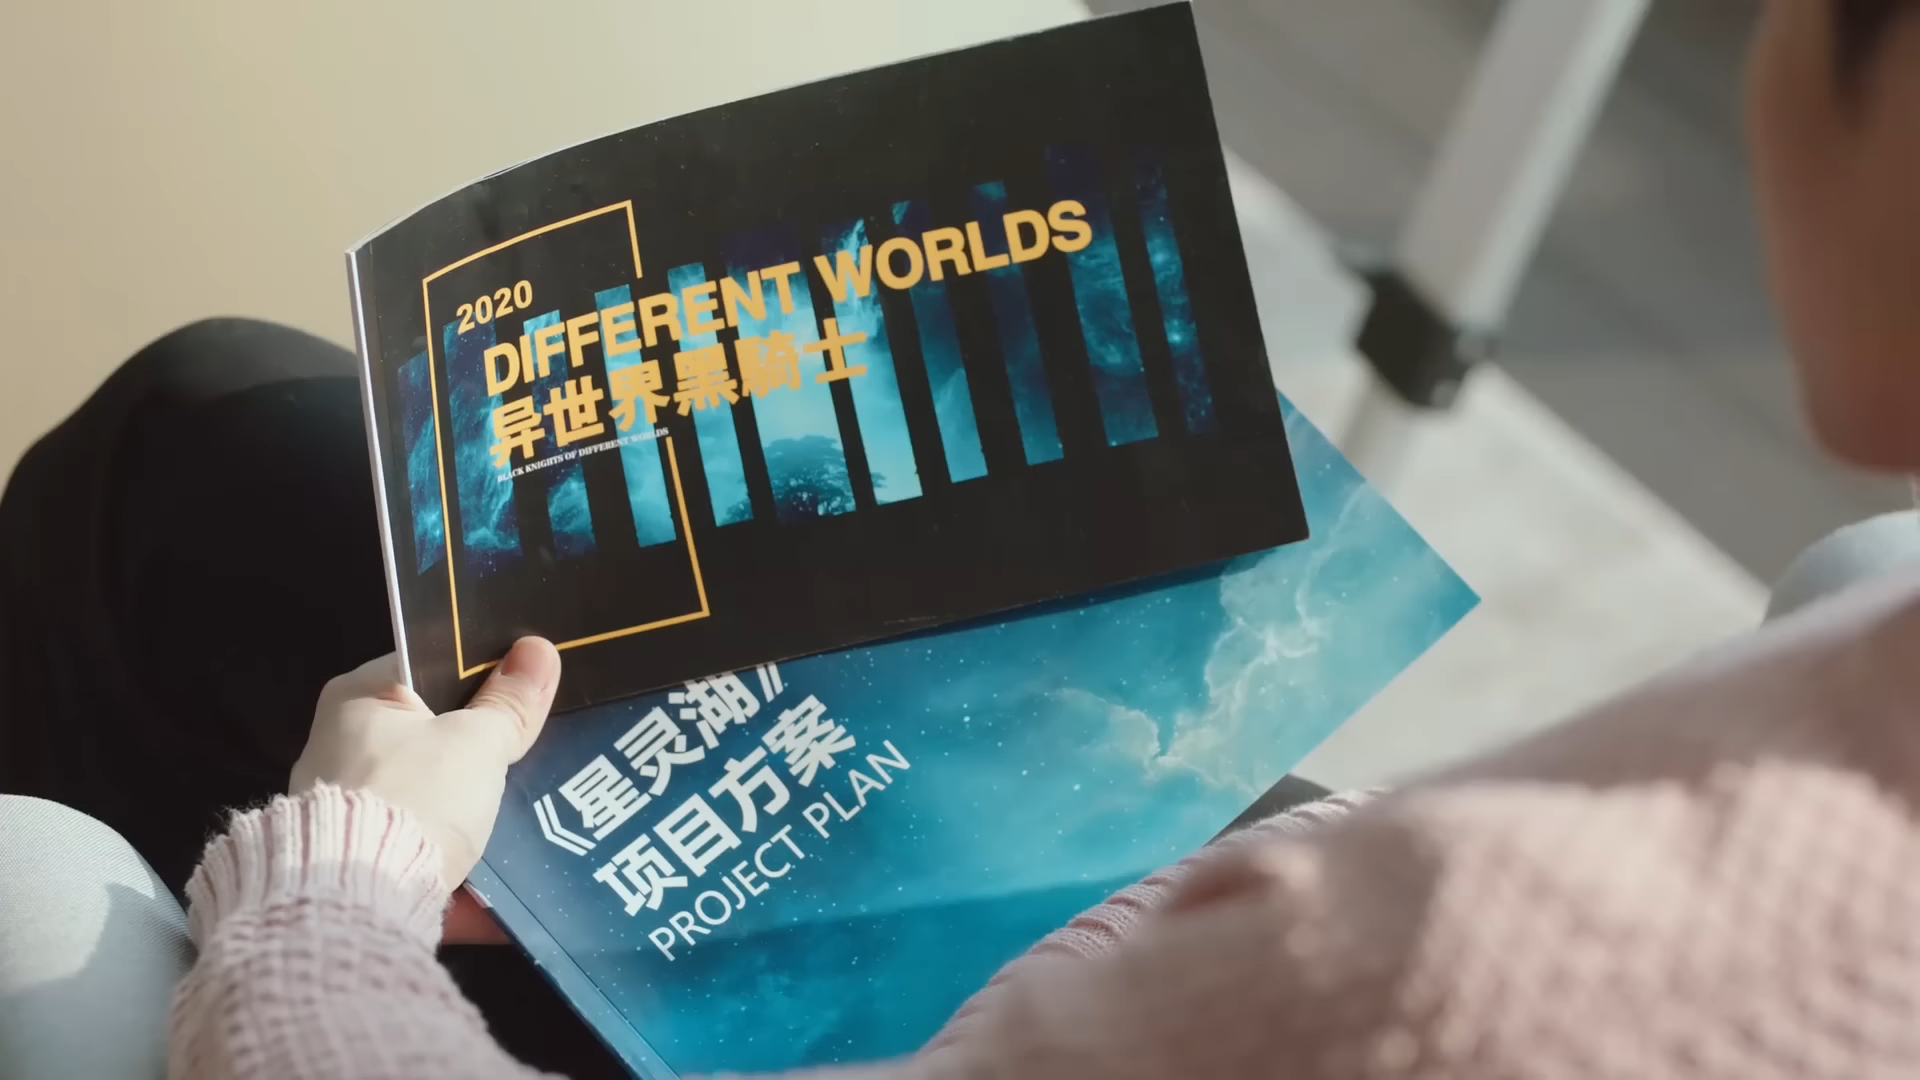 2020
DIFFERENT WORLDS
异世界黑騎士
BLACK KNIGHTS OF DIFFERENT WORLDS
《星灵湖》
项目方案
PROJECT PLAN